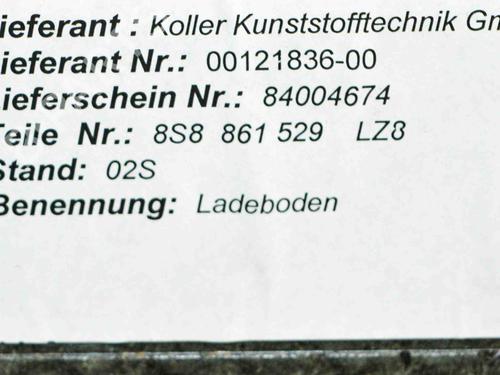 ieferant : Koller Kunststofftechnik Gm
ieferant Nr.: 00121836-00
ieferschein Nr.: 84004674
Teile Nr.: 8S8 861 529 LZ8
Stand: 02S
Benennung: Ladeboden